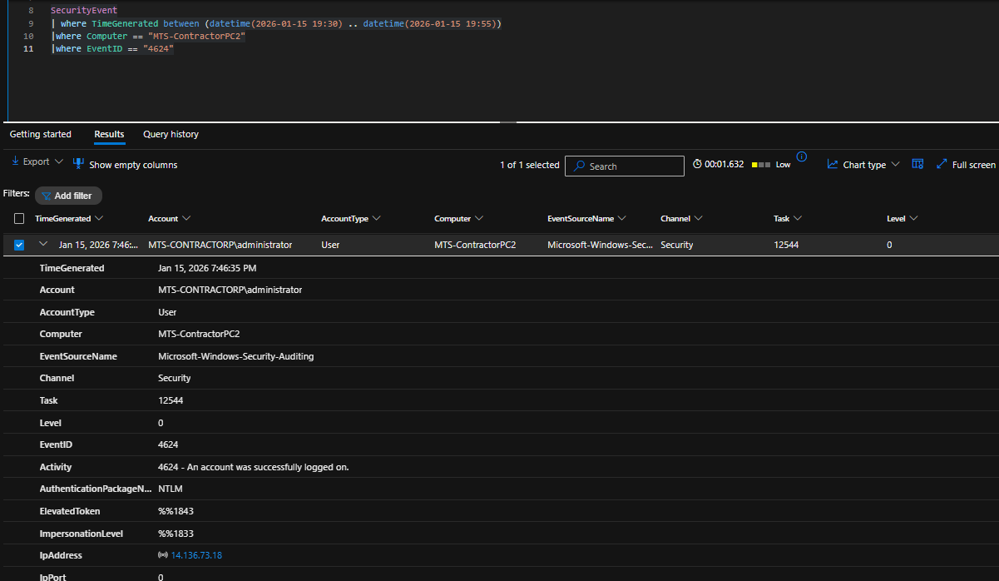 8 SecurityEvent
9 | where TimeGenerated between (datetime(2026-01-15 19:30) .. datetime(2026-01-15 19:55))
10 |where Computer == "MTS-ContractorPC2"
11 |where EventID == "4624"
Getting started Results Query history
Export Show empty columns 1 of 1 selected Search 00:01.632 Low Chart type Full screen
Filters: Add filter
TimeGenerated Account AccountType Computer EventSourceName Channel Task Level
Jan 15, 2026 7:46:... MTS-CONTRACTORP\administrator User MTS-ContractorPC2 Microsoft-Windows-Sec... Security 12544 0
TimeGenerated Jan 15, 2026 7:46:35 PM
Account MTS-CONTRACTORP\administrator
AccountType User
Computer MTS-ContractorPC2
EventSourceName Microsoft-Windows-Security-Auditing
Channel Security
Task 12544
Level 0
EventID 4624
Activity 4624 - An account was successfully logged on.
AuthenticationPackageN... NTLM
ElevatedToken %%1843
ImpersonationLevel %%1833
IpAddress 14.136.73.18
IpPort 0